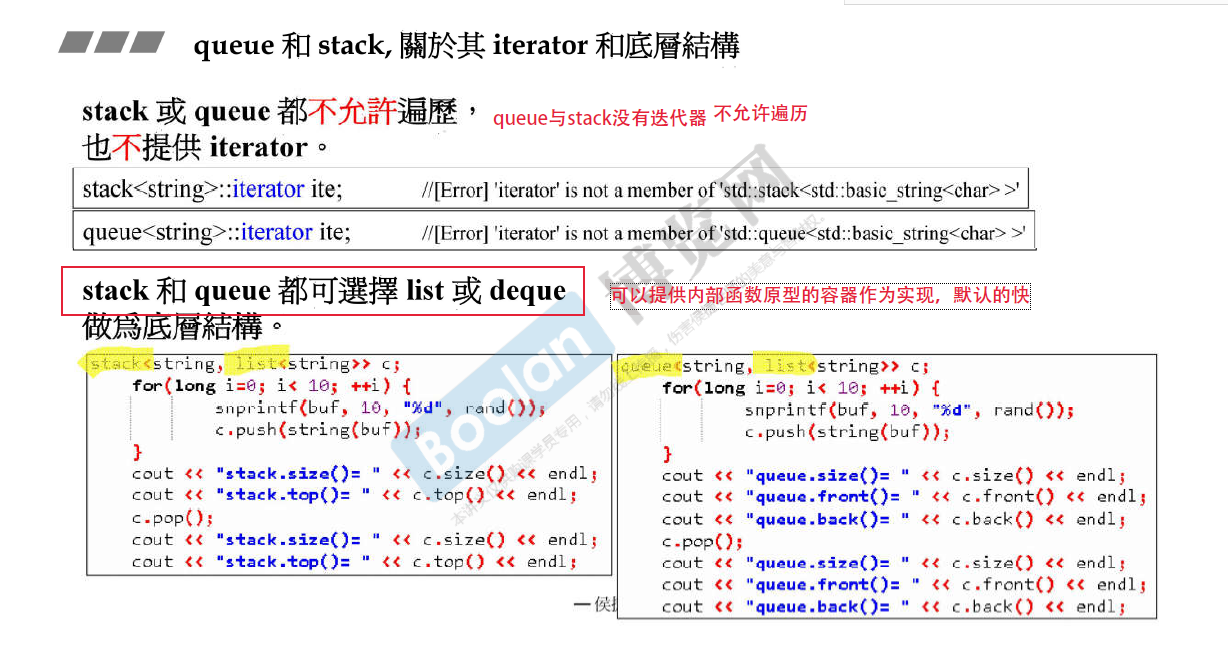 queue 和 stack, 關於其 iterator 和底層結構
stack 或 queue 都不允許遍歷，
也不提供 iterator。
queue与stack没有迭代器 不允许遍历
stack<string>::iterator ite; //[Error] 'iterator' is not a member of 'std::stack<std::basic_string<char> >'
queue<string>::iterator ite; //[Error] 'iterator' is not a member of 'std::queue<std::basic_string<char> >'
stack 和 queue 都可選擇 list 或 deque
做爲底層結構。
可以提供内部函数原型的容器作为实现，默认的快
stack<string, list<string>> c;
for(long i=0; i< 10; ++i) {
snprintf(buf, 10, "%d", rand());
c.push(string(buf));
}
cout << "stack.size()= " << c.size() << endl;
cout << "stack.top()= " << c.top() << endl;
c.pop();
cout << "stack.size()= " << c.size() << endl;
cout << "stack.top()= " << c.top() << endl;
queue<string, list<string>> c;
for(long i=0; i< 10; ++i) {
snprintf(buf, 10, "%d", rand());
c.push(string(buf));
}
cout << "queue.size()= " << c.size() << endl;
cout << "queue.front()= " << c.front() << endl;
cout << "queue.back()= " << c.back() << endl;
c.pop();
cout << "queue.size()= " << c.size() << endl;
cout << "queue.front()= " << c.front() << endl;
cout << "queue.back()= " << c.back() << endl;
Boolan 博览网
— 侯